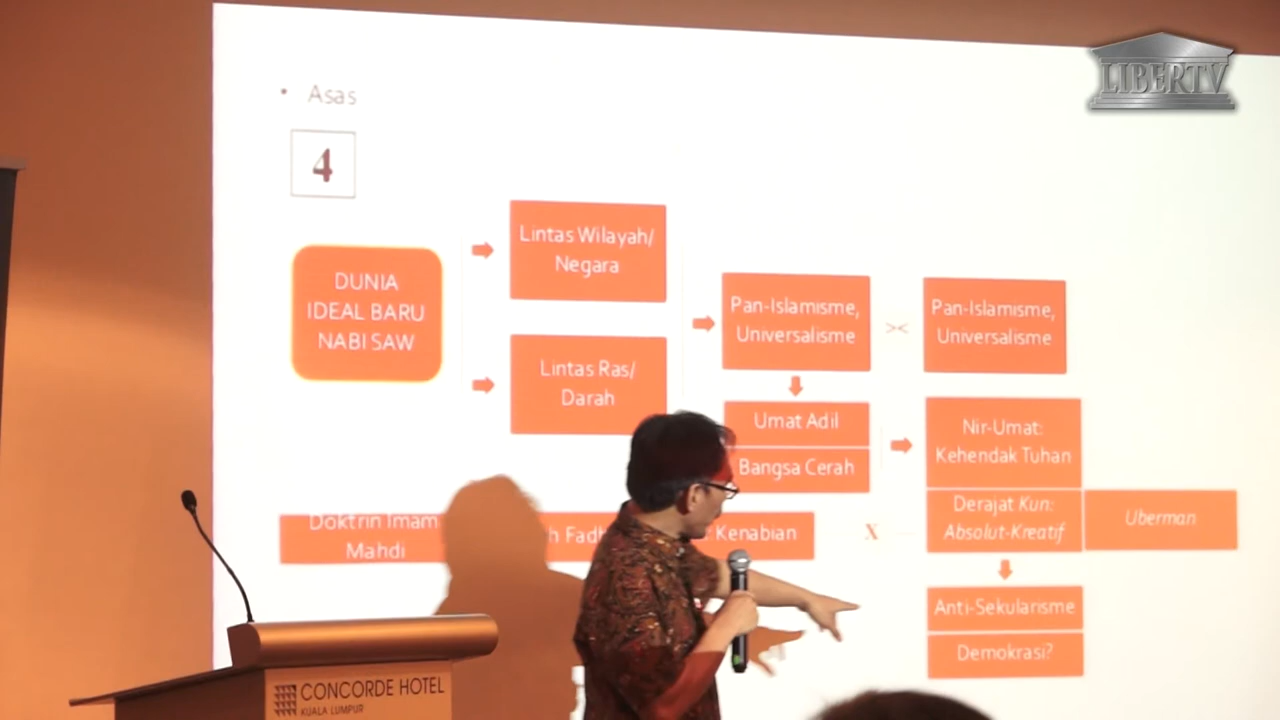 LIBERTV
• Asas
4
DUNIA
IDEAL BARU
NABI SAW
Lintas Wilayah/
Negara
Lintas Ras/
Darah
Pan-Islamisme,
Universalisme
><
Pan-Islamisme,
Universalisme
Umat Adil
Bangsa Cerah
Nir-Umat:
Kehendak Tuhan
Derajat Kun:
Absolut-Kreatif
Uberman
Doktrin Imam
Mahdi
Kenabian
X
Anti-Sekularisme
Demokrasi?
CONCORDE HOTEL
KUALA LUMPUR